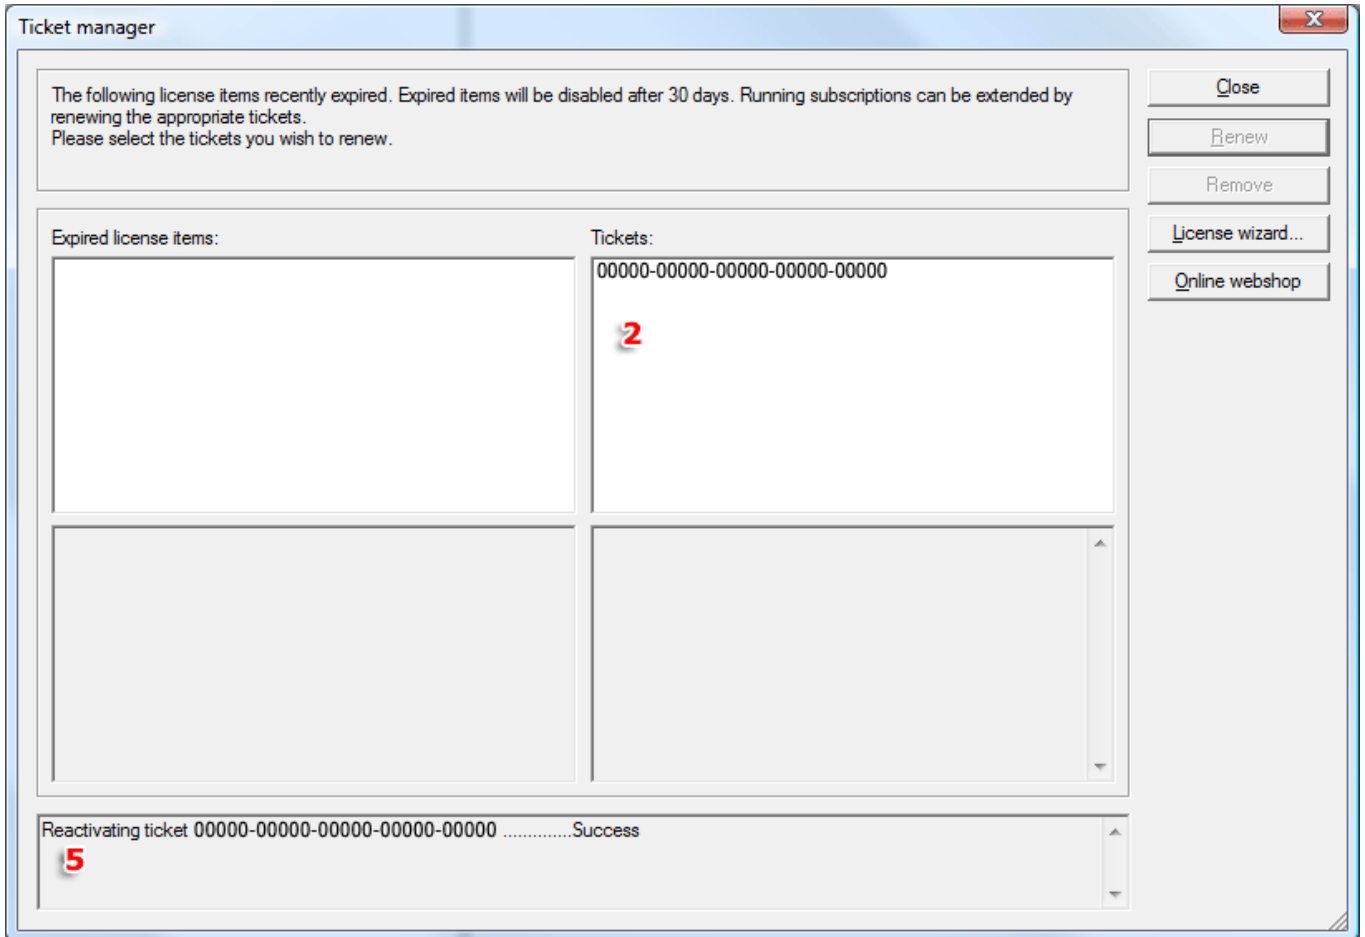 Ticket manager
The following license items recently expired. Expired items will be disabled after 30 days. Running subscriptions can be extended by
renewing the appropriate tickets.
Please select the tickets you wish to renew.
Close
Renew
Remove
License wizard...
Online webshop
Expired license items:
Tickets:
00000-00000-00000-00000-00000
2
Reactivating ticket 00000-00000-00000-00000-00000 ..............Success
5